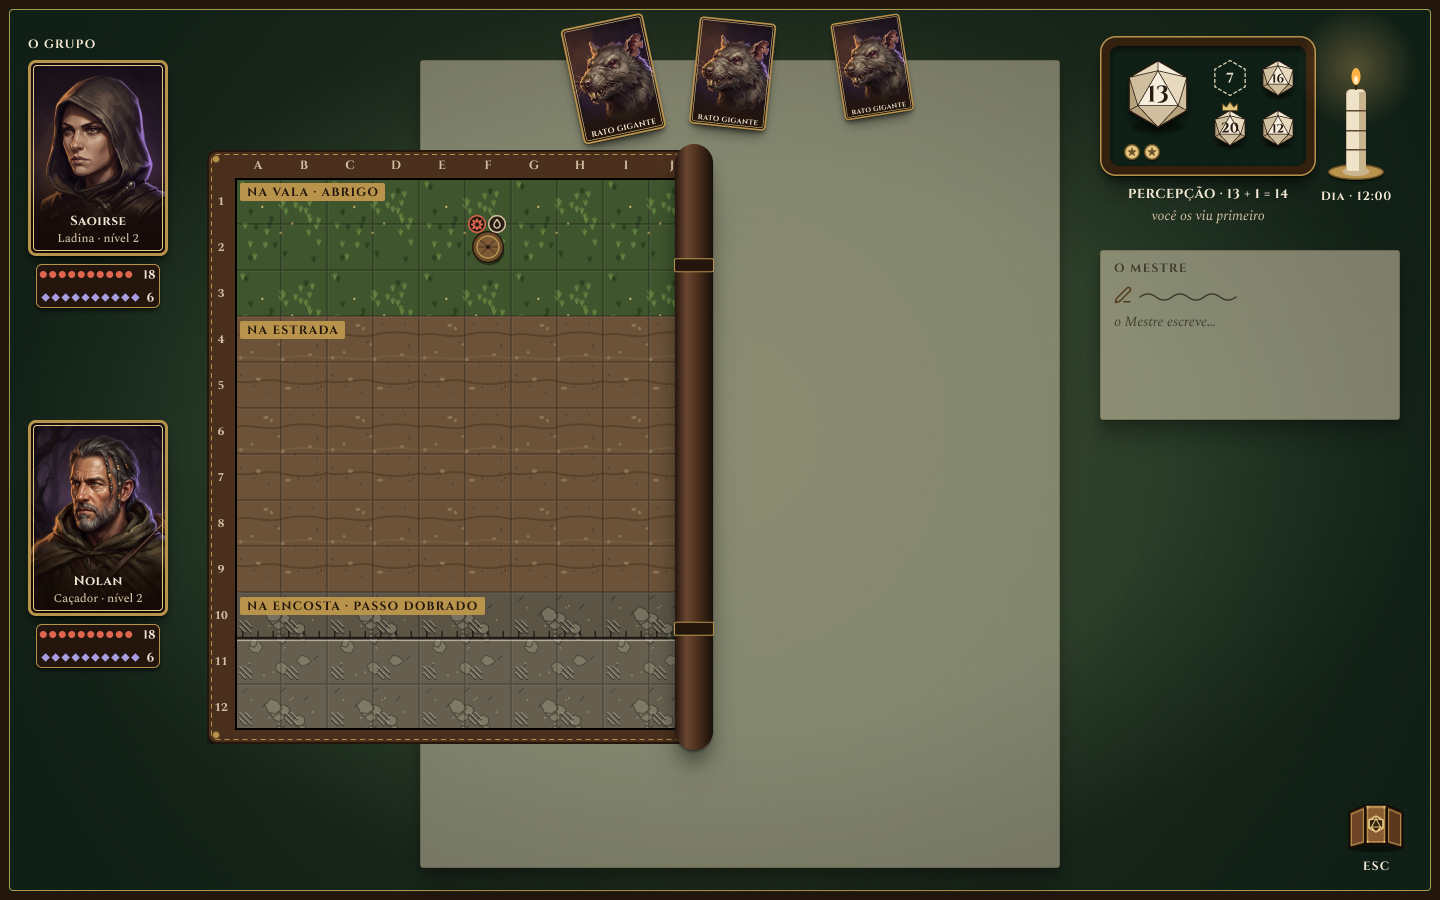 O GRUPO
SAOIRSE
Ladina · nível 2
18
6
NOLAN
Caçador · nível 2
18
6
RATO GIGANTE
RATO GIGANTE
RATO GIGANTE
A B C D E F G H I J
1
2
3
4
5
6
7
8
9
10
11
12
NA VALA · ABRIGO
NA ESTRADA
NA ENCOSTA · PASSO DOBRADO
13
7
16
20
12
PERCEPÇÃO · 13 + 1 = 14
você os viu primeiro
DIA · 12:00
O MESTRE
o Mestre escreve...
ESC